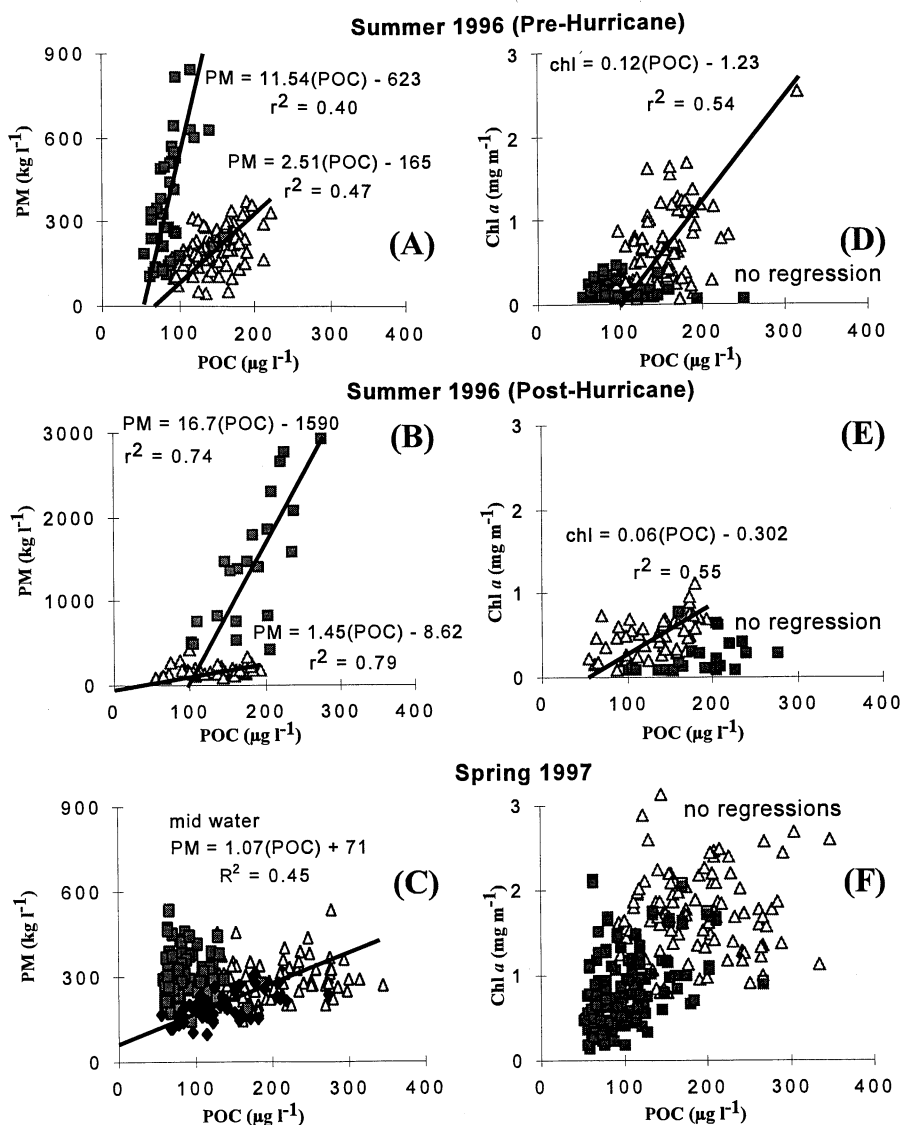 Summer 1996 (Pre-Hurricane)
900
600
300
0
PM (kg l-1)
PM = 11.54(POC) - 623
r2 = 0.40
PM = 2.51(POC) - 165
r2 = 0.47
(A)
0 100 200 300 400
POC (µg l-1)
3
2
1
0
Chl a (mg m-1)
chl = 0.12(POC) - 1.23
r2 = 0.54
(D)
no regression
0 100 200 300 400
POC (µg l-1)
Summer 1996 (Post-Hurricane)
3000
2000
1000
0
PM (kg l-1)
PM = 16.7(POC) - 1590
r2 = 0.74
(B)
PM = 1.45(POC) - 8.62
r2 = 0.79
0 100 200 300 400
POC (µg l-1)
3
2
1
0
Chl a (mg m-1)
(E)
chl = 0.06(POC) - 0.302
r2 = 0.55
no regression
0 100 200 300 400
POC (µg l-1)
Spring 1997
900
600
300
0
PM (kg l-1)
mid water
PM = 1.07(POC) + 71
R2 = 0.45
(C)
0 100 200 300 400
POC (µg l-1)
3
2
1
0
Chl a (mg m-1)
no regressions
(F)
0 100 200 300 400
POC (µg l-1)